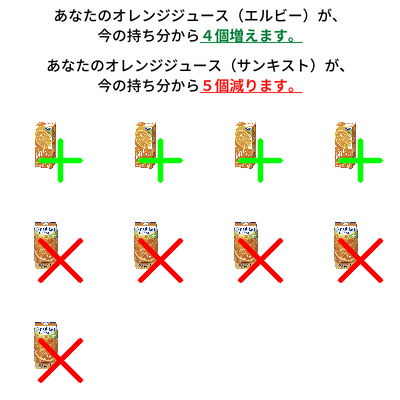 あなたのオレンジジュース（エルビー）が、
今の持ち分から４個増えます。
あなたのオレンジジュース（サンキスト）が、
今の持ち分から５個減ります。